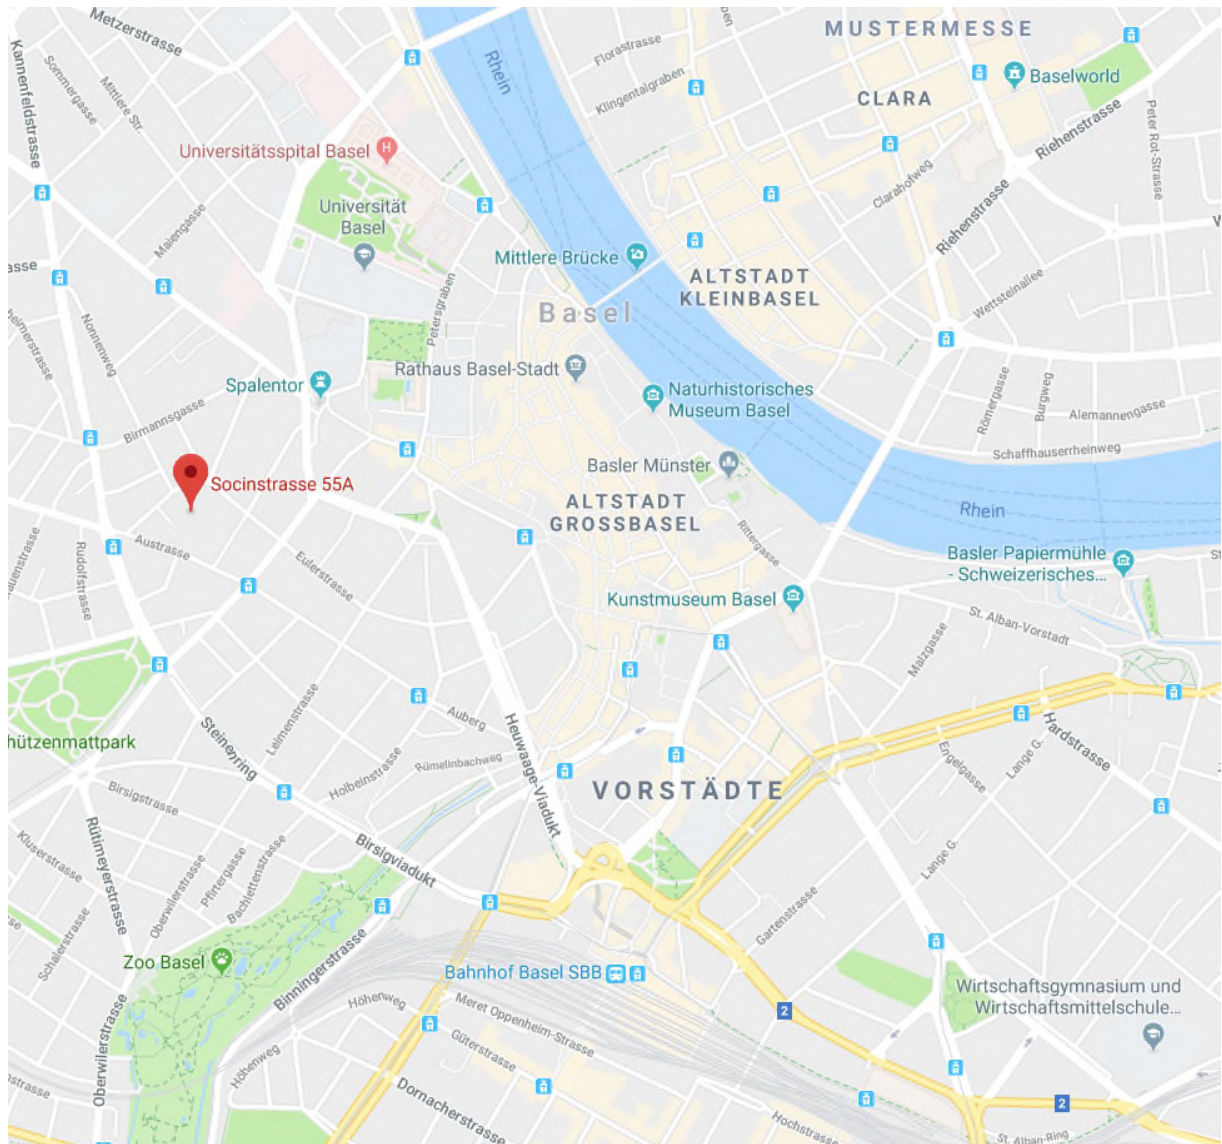 Metzerstrasse
MUSTERMESSE
Kannenfeldstrasse
Sommergasse
Mittlere Str.
Rhein
Florastrasse
Klingentalgraben
CLARA
Baselworld
Riehenstrasse
Peter Rot-Strasse
Universitätsspital Basel
H
Clarahofweg
Universität
Basel
Maiengasse
Riehenstrasse
Mittlere Brücke
ALTSTADT
KLEINBASEL
Wettsteinallee
asse
Petersgraben
Basel
Nonnenweg
Rathaus Basel-Stadt
Spalentor
Naturhistorisches
Museum Basel
Römergasse
Burgweg
Alemannengasse
Birmannsgasse
Schaffhauserrheinweg
Socinstrasse 55A
Basler Münster
ALTSTADT
GROSSBASEL
Rhein
Rittergasse
Austrasse
Rudolfstrasse
Eulerstrasse
Basler Papiermühle
- Schweizerisches...
Kunstmuseum Basel
St. Alban-Vorstadt
Malzgasse
Leimenstrasse
Auberg
Steinenring
Heuwaage-Viadukt
hützenmattpark
Rümelinbachweg
Holbeinstrasse
Engelgasse
Lange G.
Hardstrasse
Birsigstrasse
VORSTÄDTE
Rütimeyerstrasse
Kluserstrasse
Birsigviadukt
Oberwilerstrasse
Pfirtergasse
Bachlettenstrasse
Lange G.
Schalerstrasse
Gartenstrasse
Zoo Basel
Binningerstrasse
Bahnhof Basel SBB
Wirtschaftsgymnasium und
Wirtschaftsmittelschule...
Höhenweg
Meret Oppenheim-Strasse
2
Güterstrasse
Oberwilerstrasse
Höhenweg
Dornacherstrasse
Hochstrasse
2
St. Alban-Ring